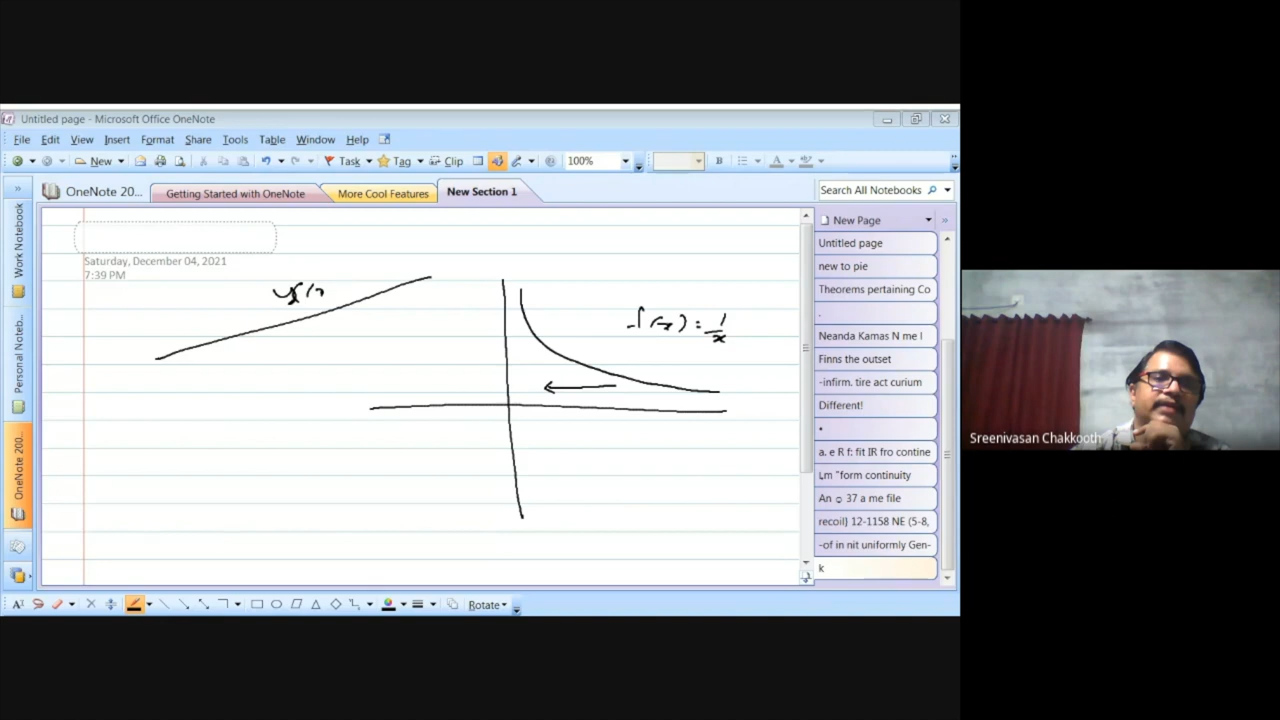 Untitled page - Microsoft Office OneNote
File Edit View Insert Format Share Tools Table Window Help
New Task Tag Clip 100% B A
OneNote 20... Getting Started with OneNote More Cool Features New Section 1 Search All Notebooks
Work Notebook
Personal Noteb...
OneNote 200...
Saturday, December 04, 2021
7:39 PM
f(x) = 1/x
New Page
Untitled page
new to pie
Theorems pertaining Co
.
Neanda Kamas N me l
Finns the outset
-infirm. tire act curium
Different!
•
a. e R f: fit IR fro contine
Lm "form continuity
An ο 37 a me file
recoil) 12-1158 NE (5-8,
-of in nit uniformly Gen-
k
Rotate
Sreenivasan Chakkooth